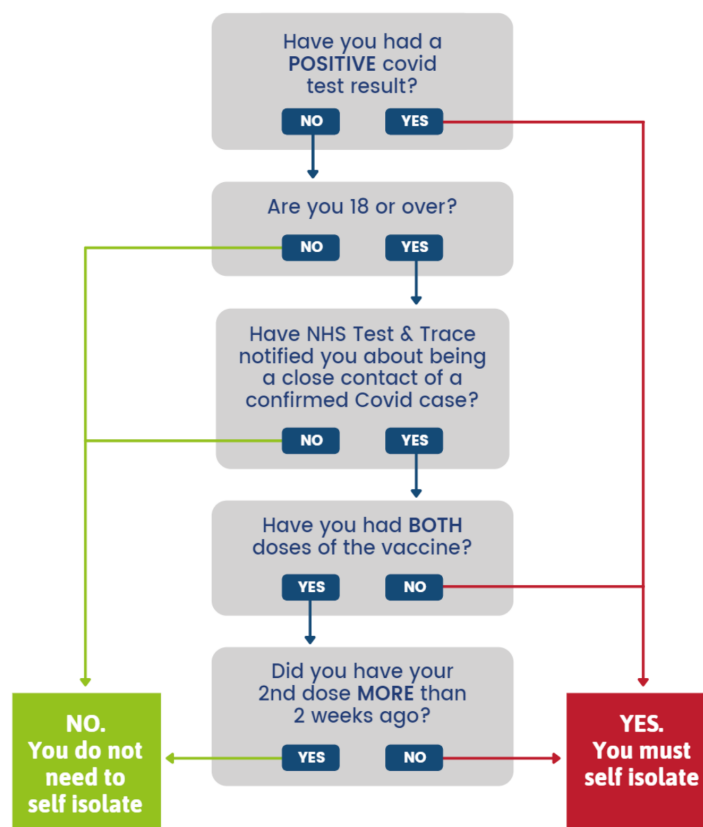 Have you had a
POSITIVE covid
test result?
NO YES
Are you 18 or over?
NO YES
Have NHS Test & Trace
notified you about being
a close contact of a
confirmed Covid case?
NO YES
Have you had BOTH
doses of the vaccine?
YES NO
Did you have your
2nd dose MORE than
2 weeks ago?
YES NO
NO.
You do not
need to
self isolate
YES.
You must
self isolate